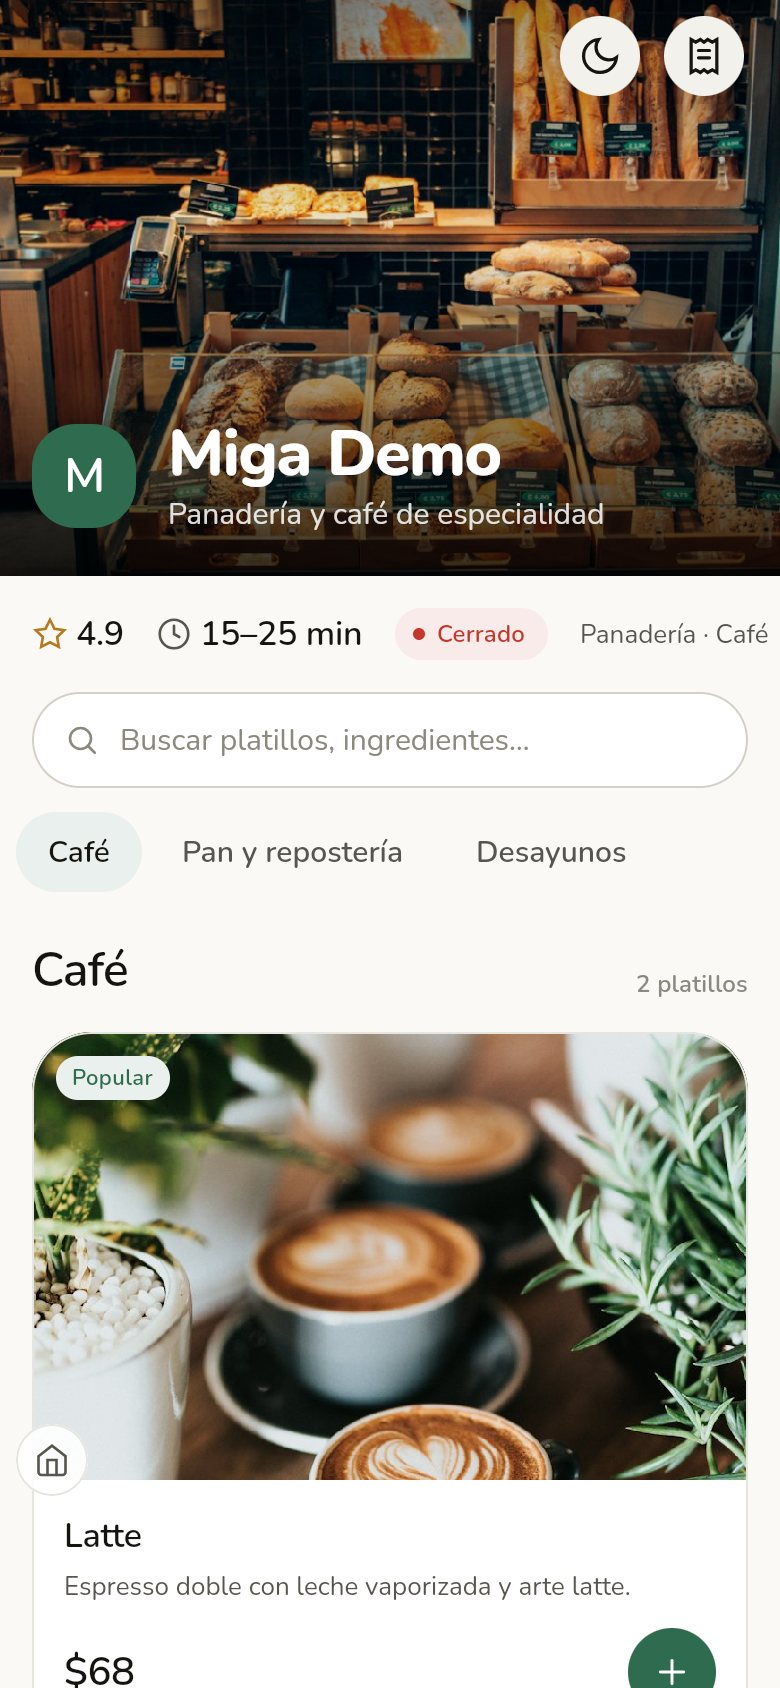 M
Miga Demo
Panadería y café de especialidad
4.9 15–25 min Cerrado Panadería · Café
Buscar platillos, ingredientes...
Café Pan y repostería Desayunos
Café
2 platillos
Popular
Latte
Espresso doble con leche vaporizada y arte latte.
$68